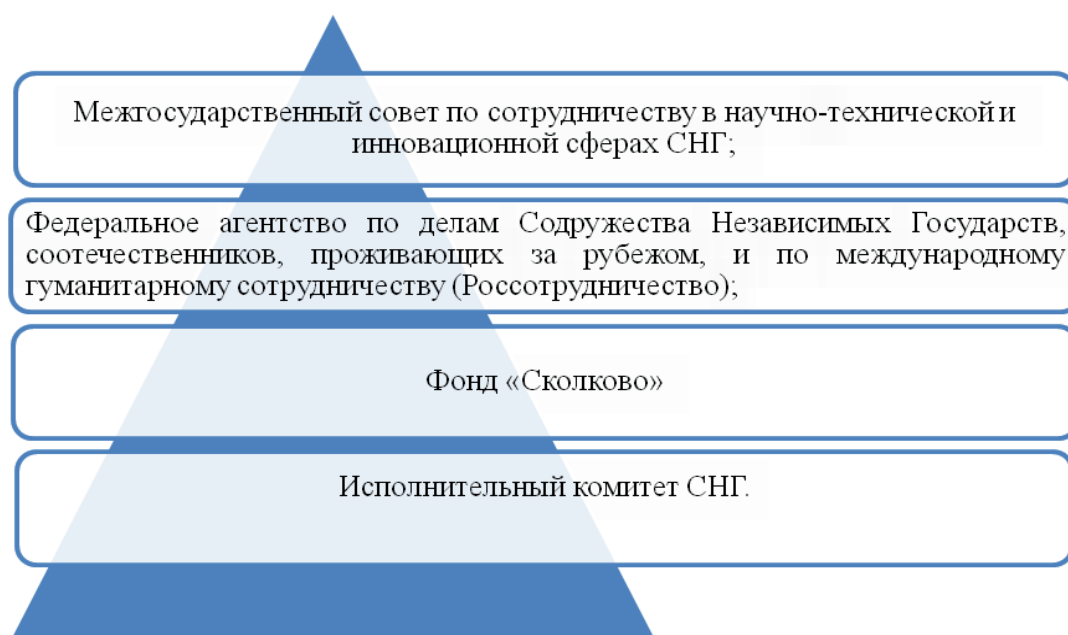 Межгосударственный совет по сотрудничеству в научно-технической и
инновационной сферах СНГ;
Федеральное агентство по делам Содружества Независимых Государств,
соотечественников, проживающих за рубежом, и по международному
гуманитарному сотрудничеству (Россотрудничество);
Фонд «Сколково»
Исполнительный комитет СНГ.